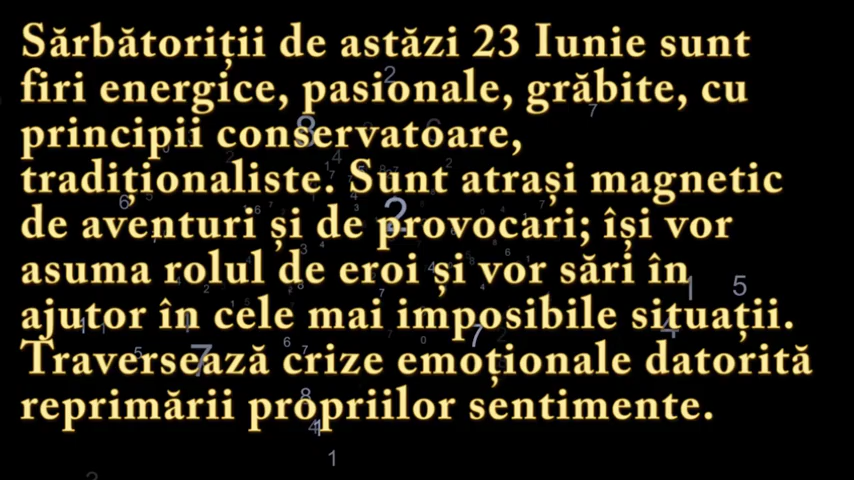 Sărbătoriții de astăzi 23 Iunie sunt
firi energice, pasionale, grăbite, cu
principii conservatoare,
tradiționaliste. Sunt atrași magnetic
de aventuri și de provocări; își vor
asuma rolul de eroi și vor sări în
ajutor în cele mai imposibile situații.
Traversează crize emoționale datorită
reprimării propriilor sentimente.